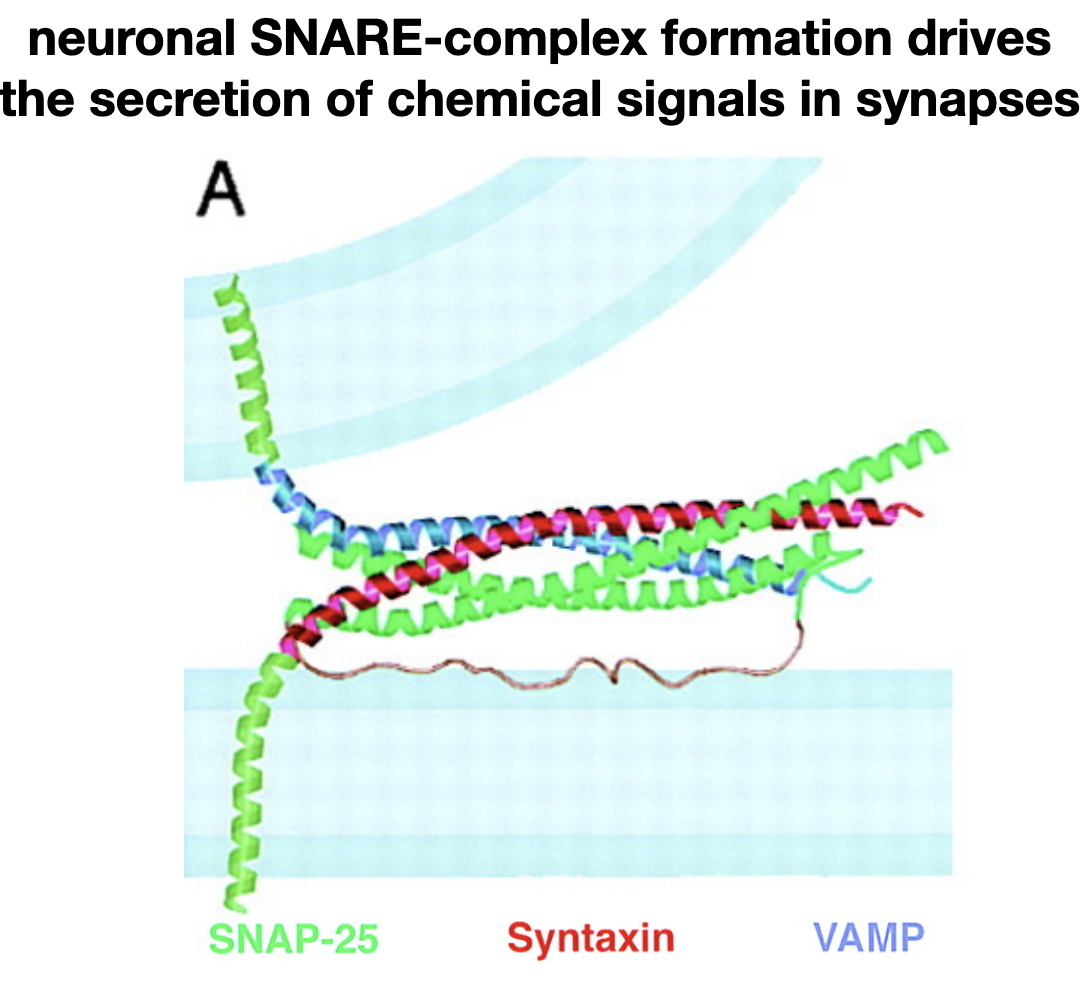 neuronal SNARE-complex formation drives
the secretion of chemical signals in synapses
A
SNAP-25 Syntaxin VAMP